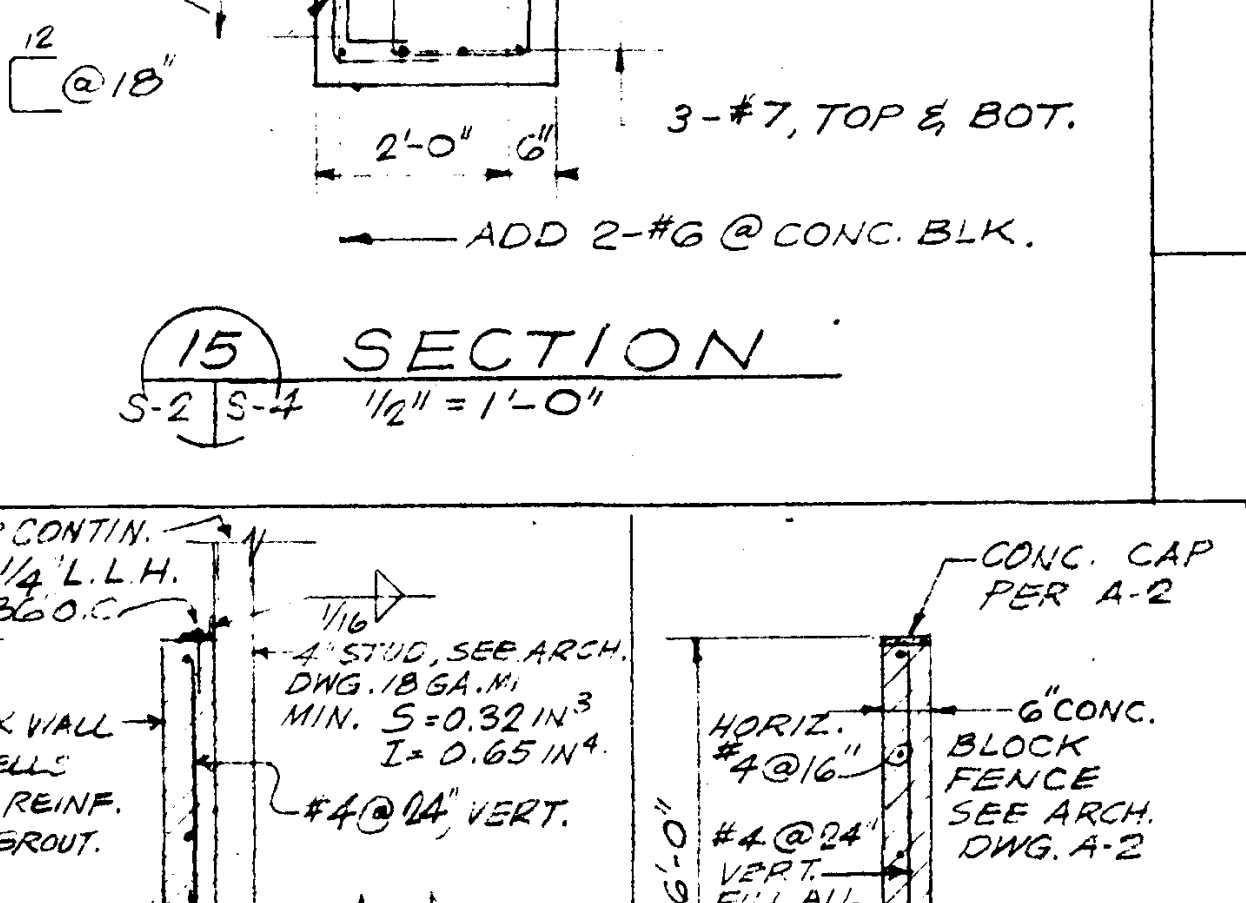 12
@ 18"
3-#7, TOP & BOT.
2'-0" 6"
ADD 2-#6 @ CONC. BLK.
15 SECTION
S-2 S-4 1/2" = 1'-0"
CONTIN.
1/4" L.L.H.
36 O.C.
1/16
4" STUD, SEE ARCH.
DWG. 18 GA.
MIN. S = 0.32 IN3
I = 0.65 IN4.
WALL
REINF.
GROUT.
#4 @ 24", VERT.
CONC. CAP
PER A-2
HORIZ.
#4 @ 16"
6" CONC.
BLOCK
FENCE
SEE ARCH.
DWG. A-2
6'-0"
#4 @ 24"
VERT.
FILL ALL